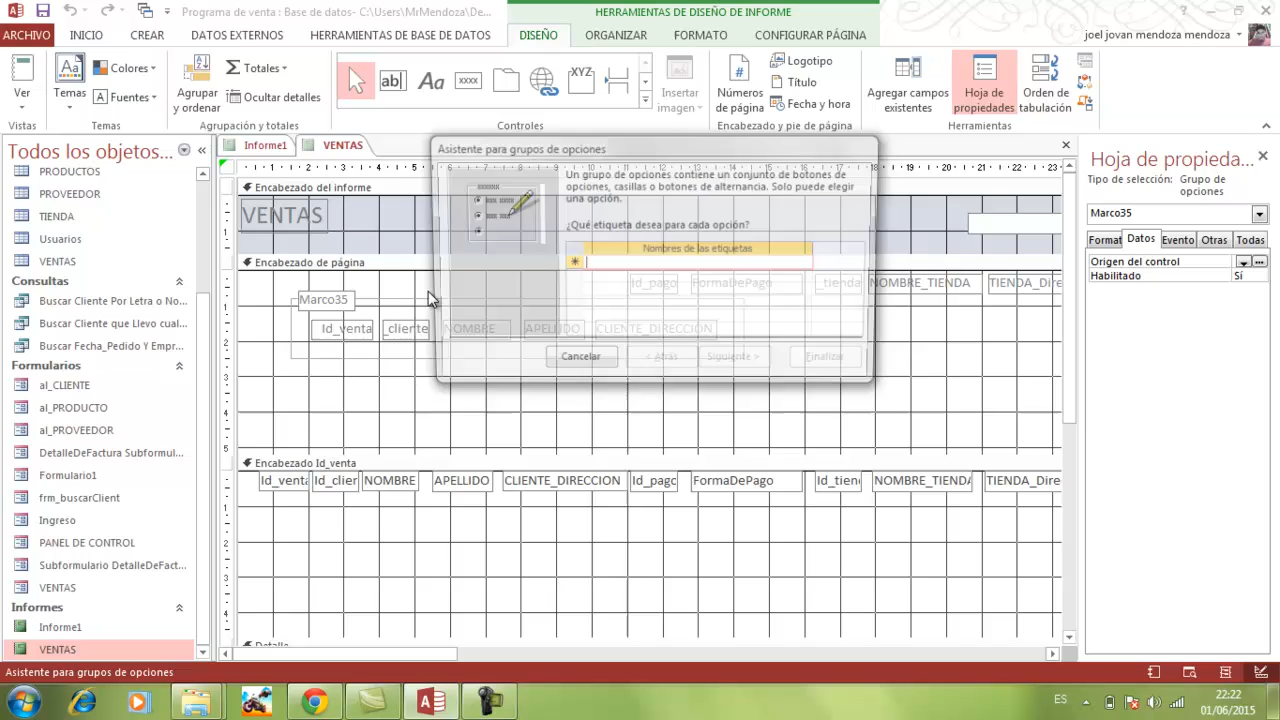 Programa de venta : Base de datos- C:\Users\MrMendoza\De...
HERRAMIENTAS DE DISEÑO DE INFORME
ARCHIVO
INICIO
CREAR
DATOS EXTERNOS
HERRAMIENTAS DE BASE DE DATOS
DISEÑO
ORGANIZAR
FORMATO
CONFIGURAR PÁGINA
joel jovan mendoza mendoza
Ver
Vistas
Aa
Temas
Colores
Fuentes
Temas
Agrupar
y ordenar
Totales
Ocultar detalles
Agrupación y totales
ab
Aa
xxxx
XYZ
Controles
Insertar
imagen
Números
de página
Logotipo
Título
Fecha y hora
Encabezado y pie de página
Agregar campos
existentes
Hoja de
propiedades
Orden de
tabulación
Herramientas
Todos los objetos...
PRODUCTOS
PROVEEDOR
TIENDA
Usuarios
VENTAS
Consultas
Buscar Cliente Por Letra o No...
Buscar Cliente que Llevo cual...
Buscar Fecha_Pedido Y Empr...
Formularios
al_CLIENTE
al_PRODUCTO
al_PROVEEDOR
DetalleDeFactura Subformul...
Formulario1
frm_buscarClient
Ingreso
PANEL DE CONTROL
Subformulario DetalleDeFact...
VENTAS
Informes
Informe1
VENTAS
Informe1
VENTAS
Encabezado del informe
VENTAS
Encabezado de página
Marco35
Id_venta
_cliente
NOMBRE
APELLIDO
CLIENTE_DIRECCION
Id_pago
FormaDePago
_tienda
NOMBRE_TIENDA
TIENDA_Dire
Encabezado Id_venta
Id_venta
Id_clier
NOMBRE
APELLIDO
CLIENTE_DIRECCION
Id_pago
FormaDePago
Id_tien
NOMBRE_TIENDA
TIENDA_Dire
Detalle
Asistente para grupos de opciones
Un grupo de opciones contiene un conjunto de botones de
opciones, casillas o botones de alternancia. Solo puede elegir
una opción.
¿Qué etiqueta desea para cada opción?
Nombres de las etiquetas
Cancelar
< Atrás
Siguiente >
Finalizar
Hoja de propieda...
Tipo de selección: Grupo de
opciones
Marco35
Format
Datos
Evento
Otras
Todas
Origen del control
Habilitado
Sí
Asistente para grupos de opciones
ES
22:22
01/06/2015